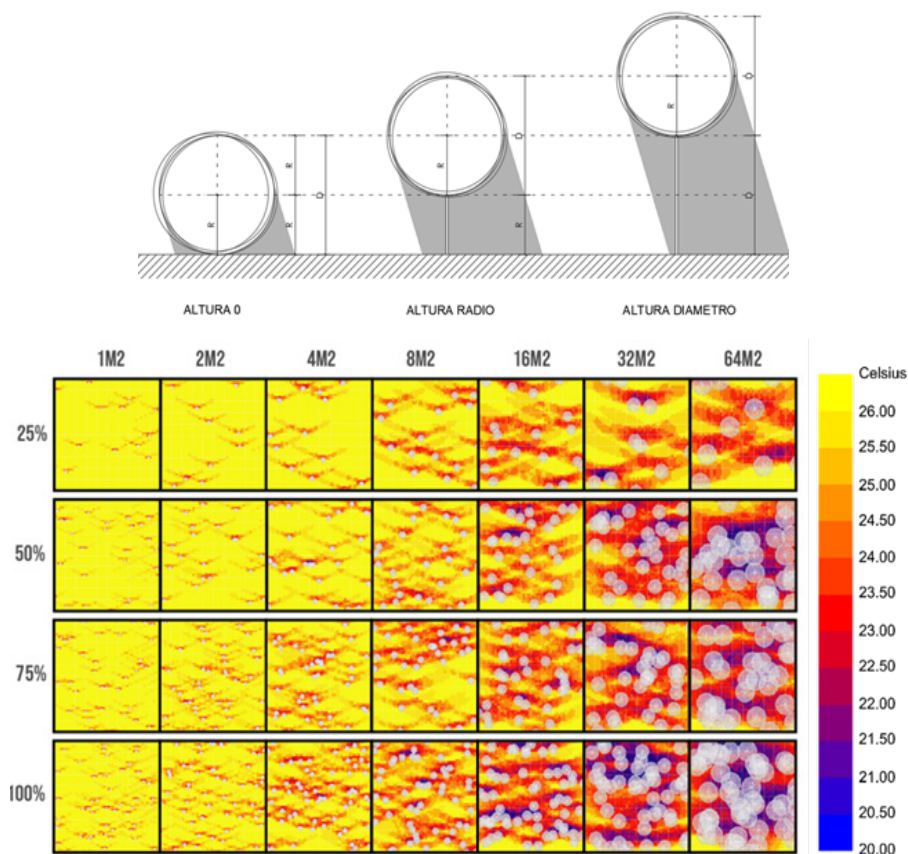 R
R
R
D
R
D
R
R
D
D
ALTURA 0
ALTURA RADIO
ALTURA DIAMETRO
1M2 2M2 4M2 8M2 16M2 32M2 64M2
Celsius
26.00
25%
25.50
25.00
24.50
50%
24.00
23.50
23.00
75%
22.50
22.00
21.50
100%
21.00
20.50
20.00